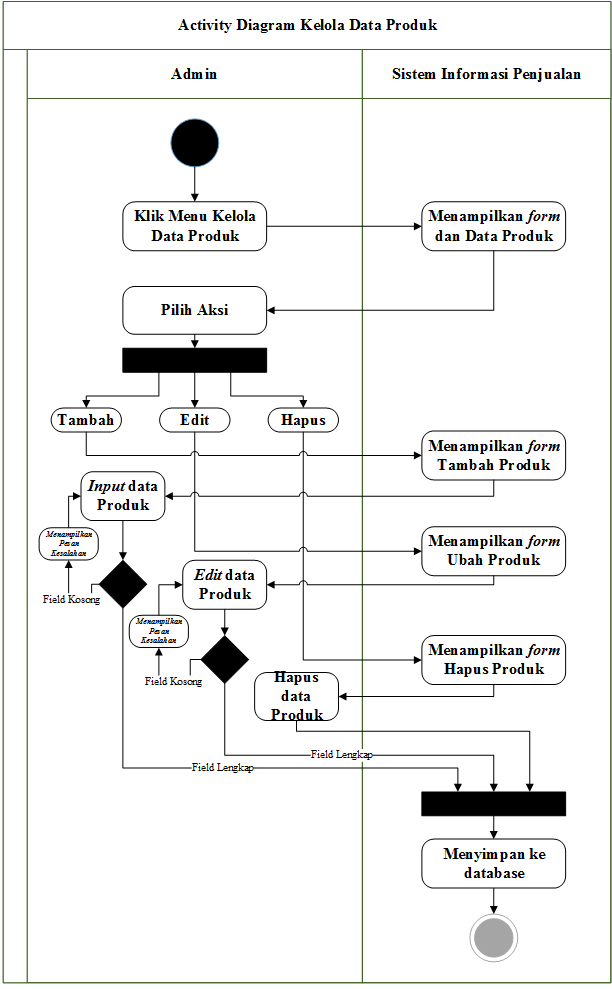 Activity Diagram Kelola Data Produk
Admin
Sistem Informasi Penjualan
Klik Menu Kelola
Data Produk
Menampilkan form
dan Data Produk
Pilih Aksi
Tambah
Edit
Hapus
Menampilkan form
Tambah Produk
Input data
Produk
Menampilkan
Pesan
Kesalahan
Field Kosong
Menampilkan form
Ubah Produk
Edit data
Produk
Menampilkan
Pesan
Kesalahan
Field Kosong
Menampilkan form
Hapus Produk
Hapus
data
Produk
Field Lengkap
Field Lengkap
Menyimpan ke
database